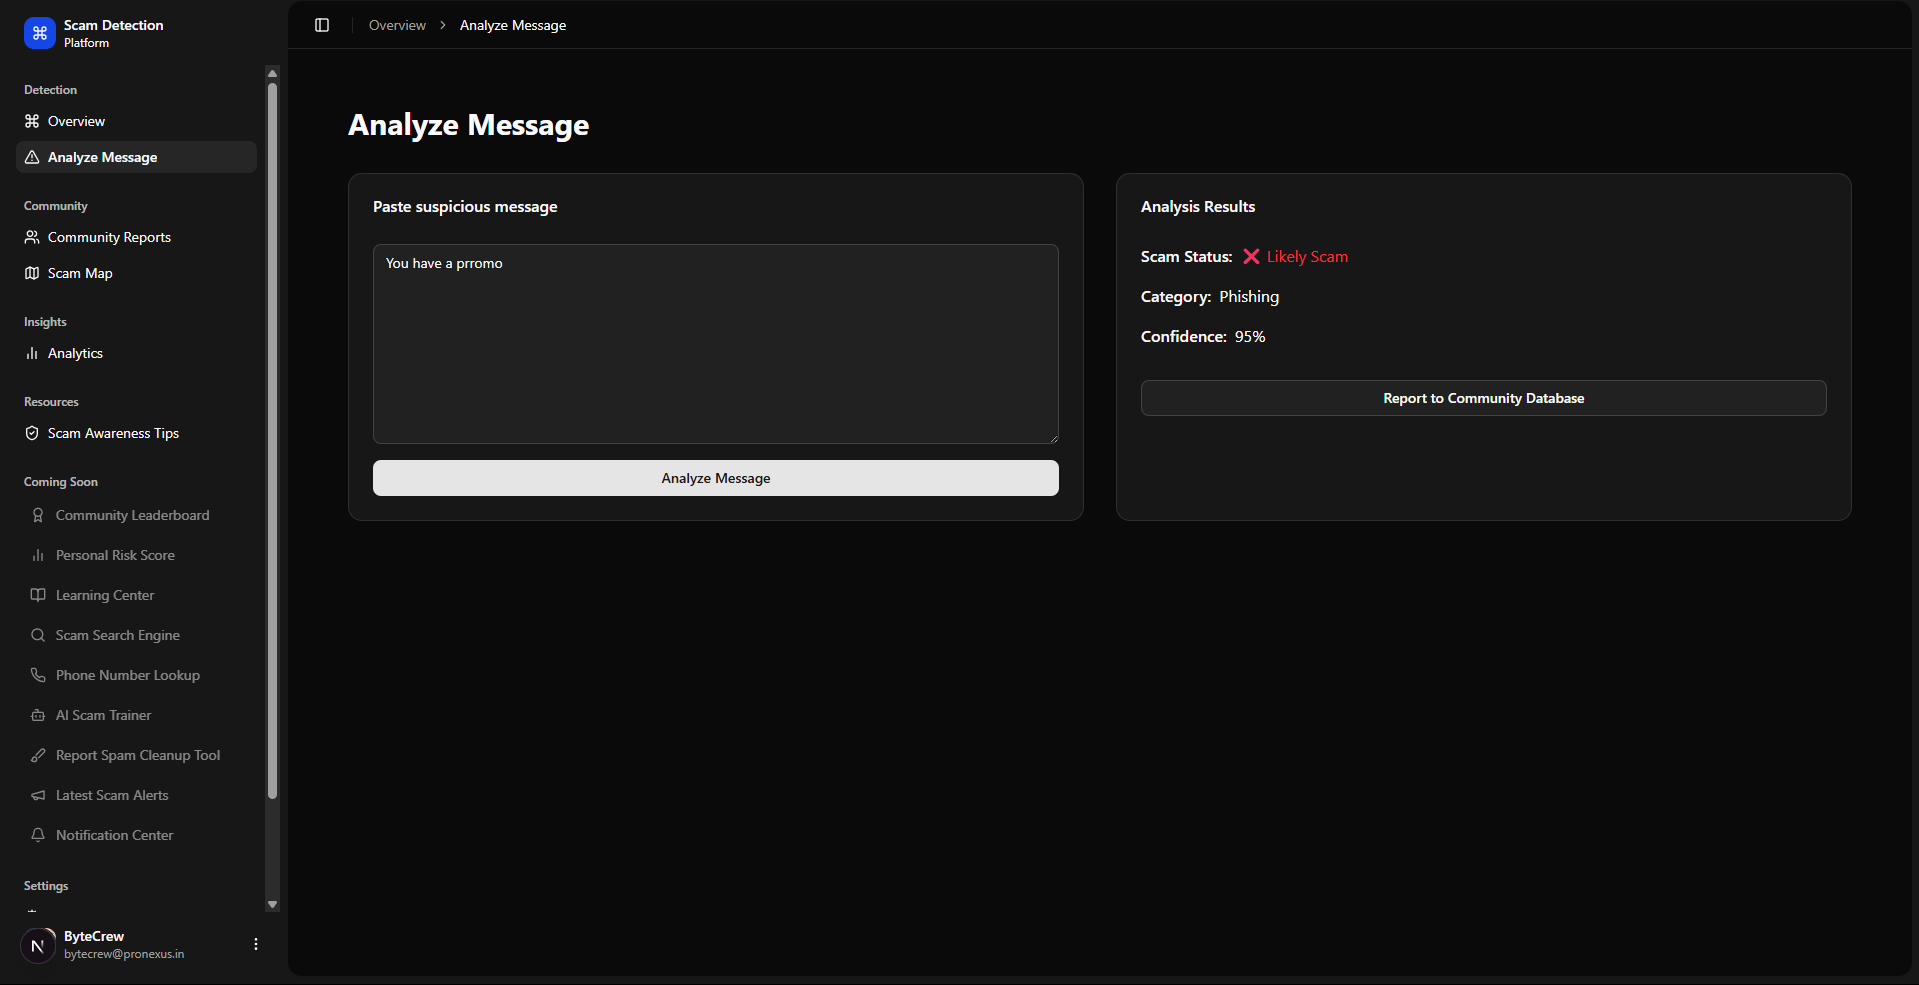 Scam Detection
Platform
Detection
Overview
Analyze Message
Community
Community Reports
Scam Map
Insights
Analytics
Resources
Scam Awareness Tips
Coming Soon
Community Leaderboard
Personal Risk Score
Learning Center
Scam Search Engine
Phone Number Lookup
AI Scam Trainer
Report Spam Cleanup Tool
Latest Scam Alerts
Notification Center
Settings
N
ByteCrew
bytecrew@pronexus.in
Overview > Analyze Message
Analyze Message
Paste suspicious message
You have a prromo
Analyze Message
Analysis Results
Scam Status: ❌ Likely Scam
Category: Phishing
Confidence: 95%
Report to Community Database